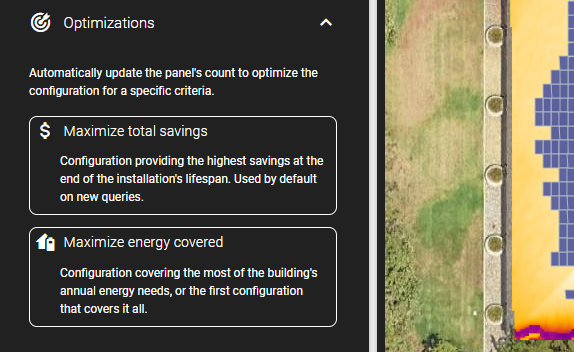 Optimizations
Automatically update the panel's count to optimize the
configuration for a specific criteria.
Maximize total savings
Configuration providing the highest savings at the
end of the installation's lifespan. Used by default
on new queries.
Maximize energy covered
Configuration covering the most of the building's
annual energy needs, or the first configuration
that covers it all.